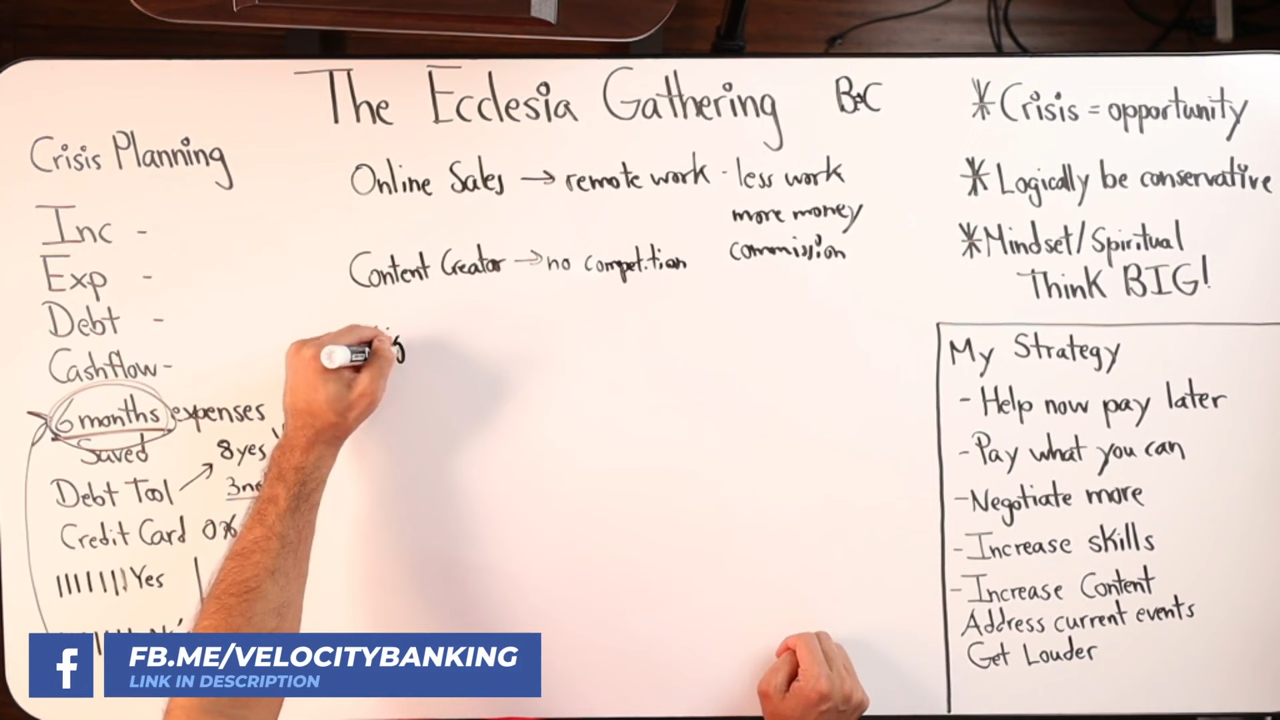 The Ecclesia Gathering B&C
Crisis Planning
Inc -
Exp -
Debt -
Cashflow -
6 months expenses
Saved
Debt Tool
8 yes
Credit Card 0%
Yes
Online Sales → remote work - less work
more money
commission
Content Creator → no competition
* Crisis = opportunity
* Logically be conservative
* Mindset/Spiritual
Think BIG!
My Strategy
- Help now pay later
- Pay what you can
- Negotiate more
- Increase skills
- Increase Content
Address current events
Get Louder
FB.ME/VELOCITYBANKING
LINK IN DESCRIPTION